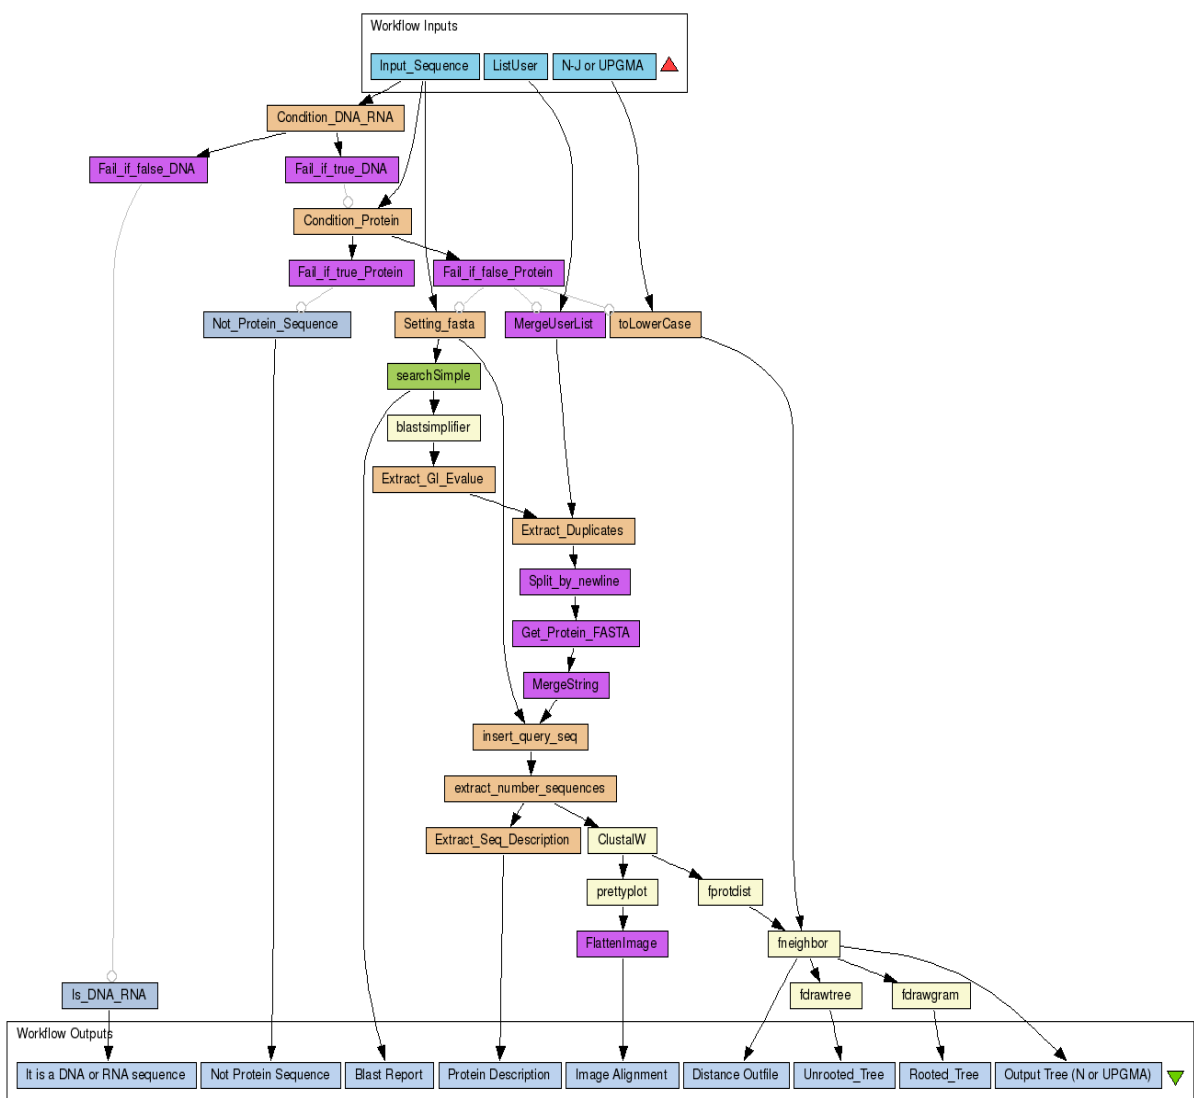 Workflow Inputs
Input_Sequence
ListUser
N-J or UPGMA
Condition_DNA_RNA
Fail_if_false_DNA
Fail_if_true_DNA
Condition_Protein
Fail_if_true_Protein
Fail_if_false_Protein
Not_Protein_Sequence
Setting_fasta
MergeUserList
toLowerCase
searchSimple
blastsimplifier
Extract_GI_Evalue
Extract_Duplicates
Split_by_newline
Get_Protein_FASTA
MergeString
insert_query_seq
extract_number_sequences
Extract_Seq_Description
ClustalW
prettyplot
fprotdist
FlattenImage
fneighbor
Is_DNA_RNA
fdrawtree
fdrawgram
Workflow Outputs
It is a DNA or RNA sequence
Not Protein Sequence
Blast Report
Protein Description
Image Alignment
Distance Outfile
Unrooted_Tree
Rooted_Tree
Output Tree (N or UPGMA)